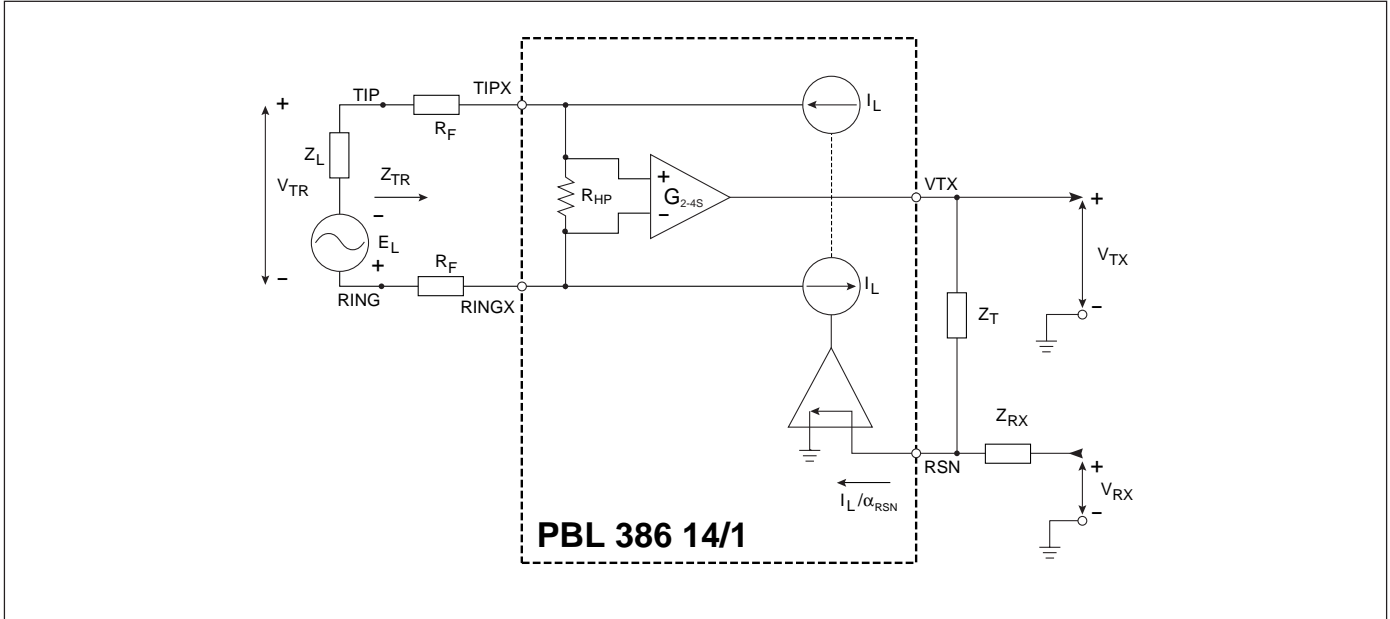 TIP
TIPX
+
R_F
I_L
Z_L
V_TR
Z_TR
–
R_HP
+
–
G_2-4S
VTX
+
E_L
+
–
R_F
RING
RINGX
I_L
V_TX
–
Z_T
Z_RX
RSN
+
V_RX
–
I_L/α_RSN
PBL 386 14/1